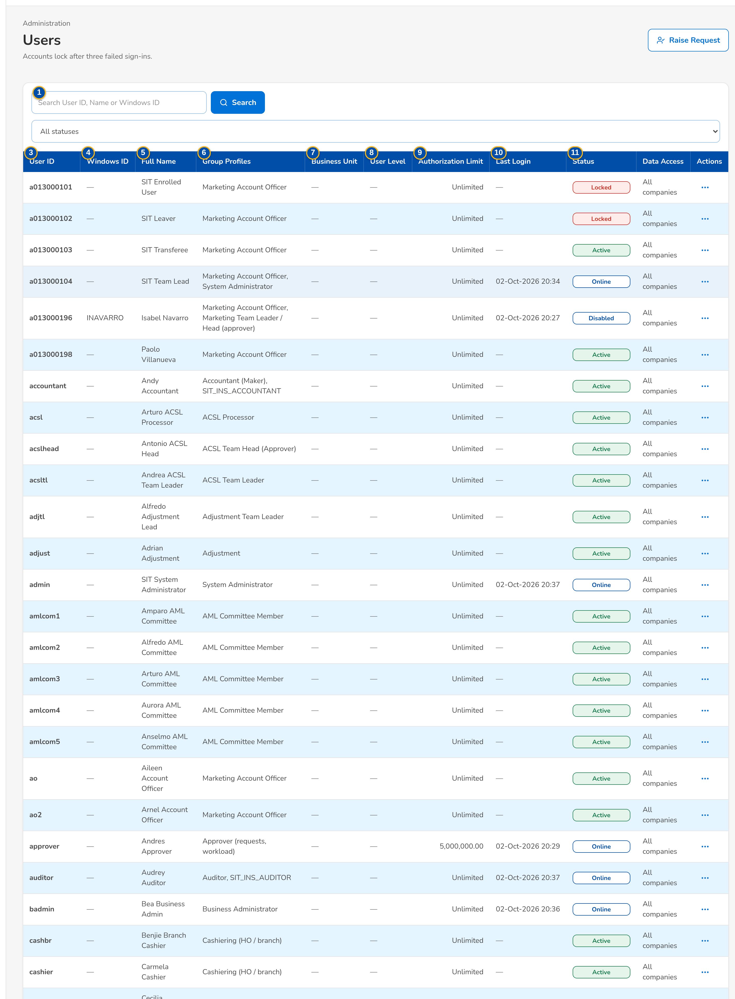 Administration
Users
Accounts lock after three failed sign-ins.
Raise Request
1
Search User ID, Name or Windows ID
Search
All statuses
3 4 5 6 7 8 9 10 11
User ID Windows ID Full Name Group Profiles Business Unit User Level Authorization Limit Last Login Status Data Access Actions
a013000101 — SIT Enrolled User Marketing Account Officer — — Unlimited — Locked All companies ...
a013000102 — SIT Leaver Marketing Account Officer — — Unlimited — Locked All companies ...
a013000103 — SIT Transferee Marketing Account Officer — — Unlimited — Active All companies ...
a013000104 — SIT Team Lead Marketing Account Officer, System Administrator — — Unlimited 02-Oct-2026 20:34 Online All companies ...
a013000196 INAVARRO Isabel Navarro Marketing Account Officer, Marketing Team Leader / Head (approver) — — Unlimited 02-Oct-2026 20:27 Disabled All companies ...
a013000198 — Paolo Villanueva Marketing Account Officer — — Unlimited — Active All companies ...
accountant — Andy Accountant Accountant (Maker), SIT_INS_ACCOUNTANT — — Unlimited — Active All companies ...
acsl — Arturo ACSL Processor ACSL Processor — — Unlimited — Active All companies ...
acslhead — Antonio ACSL Head ACSL Team Head (Approver) — — Unlimited — Active All companies ...
acsltl — Andrea ACSL Team Leader ACSL Team Leader — — Unlimited — Active All companies ...
adjtl — Alfredo Adjustment Lead Adjustment Team Leader — — Unlimited — Active All companies ...
adjust — Adrian Adjustment Adjustment — — Unlimited — Active All companies ...
admin — SIT System Administrator System Administrator — — Unlimited 02-Oct-2026 20:37 Online All companies ...
amlcom1 — Amparo AML Committee AML Committee Member — — Unlimited — Active All companies ...
amlcom2 — Alfredo AML Committee AML Committee Member — — Unlimited — Active All companies ...
amlcom3 — Arturo AML Committee AML Committee Member — — Unlimited — Active All companies ...
amlcom4 — Aurora AML Committee AML Committee Member — — Unlimited — Active All companies ...
amlcom5 — Anselmo AML Committee AML Committee Member — — Unlimited — Active All companies ...
ao — Aileen Account Officer Marketing Account Officer — — Unlimited — Active All companies ...
ao2 — Arnel Account Officer Marketing Account Officer — — Unlimited — Active All companies ...
approver — Andres Approver Approver (requests, workload) — — 5,000,000.00 02-Oct-2026 20:29 Online All companies ...
auditor — Audrey Auditor Auditor, SIT_INS_AUDITOR — — Unlimited 02-Oct-2026 20:37 Online All companies ...
badmin — Bea Business Admin Business Administrator — — Unlimited 02-Oct-2026 20:36 Online All companies ...
cashbr — Benjie Branch Cashier Cashiering (HO / branch) — — Unlimited — Active All companies ...
cashier — Carmela Cashier Cashiering (HO / branch) — — Unlimited — Active All companies ...
Cecilia